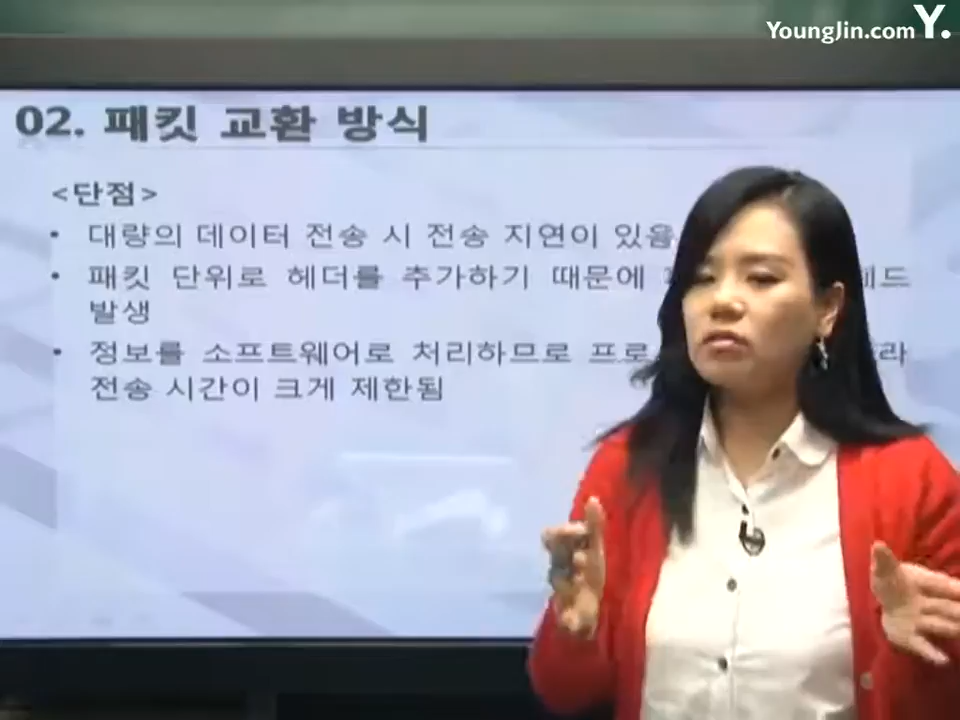 YoungJin.com Y.
02. 패킷 교환 방식
<단점>
• 대량의 데이터 전송 시 전송 지연이 있음
• 패킷 단위로 헤더를 추가하기 때문에
발생
• 정보를 소프트웨어로 처리하므로
전송 시간이 크게 제한됨